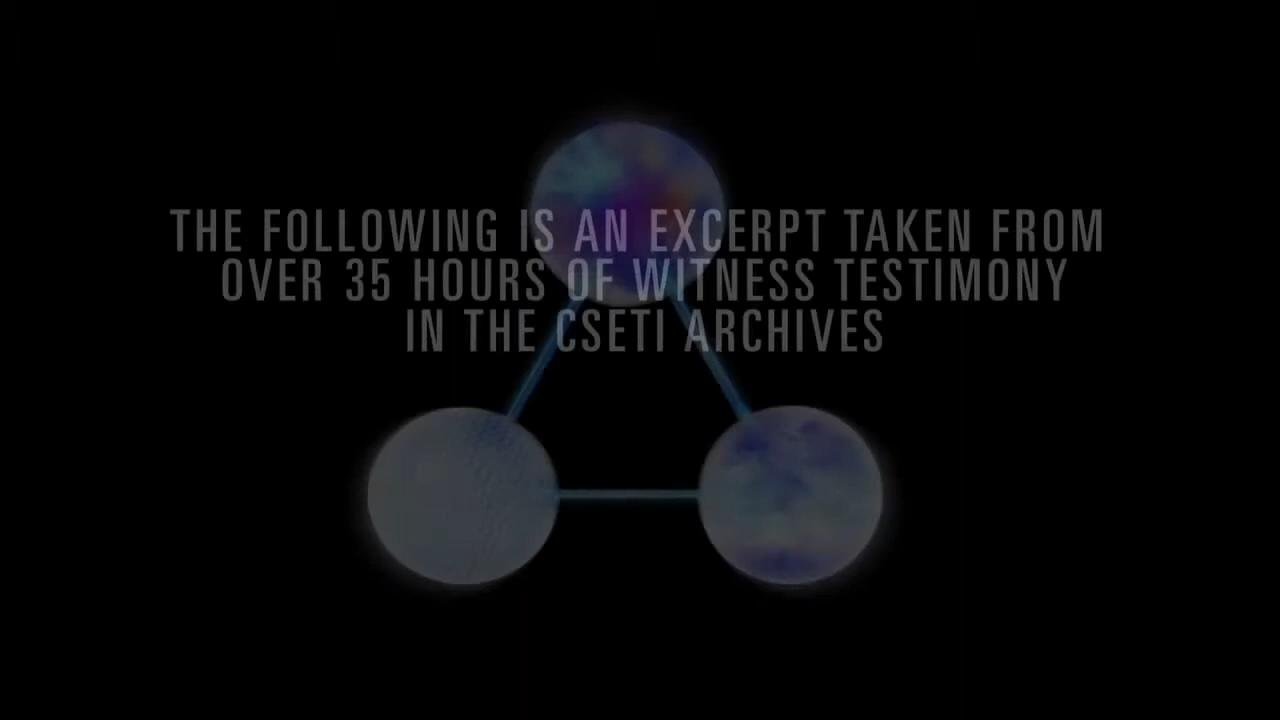 THE FOLLOWING IS AN EXCERPT TAKEN FROM
OVER 35 HOURS OF WITNESS TESTIMONY
IN THE CSETI ARCHIVES